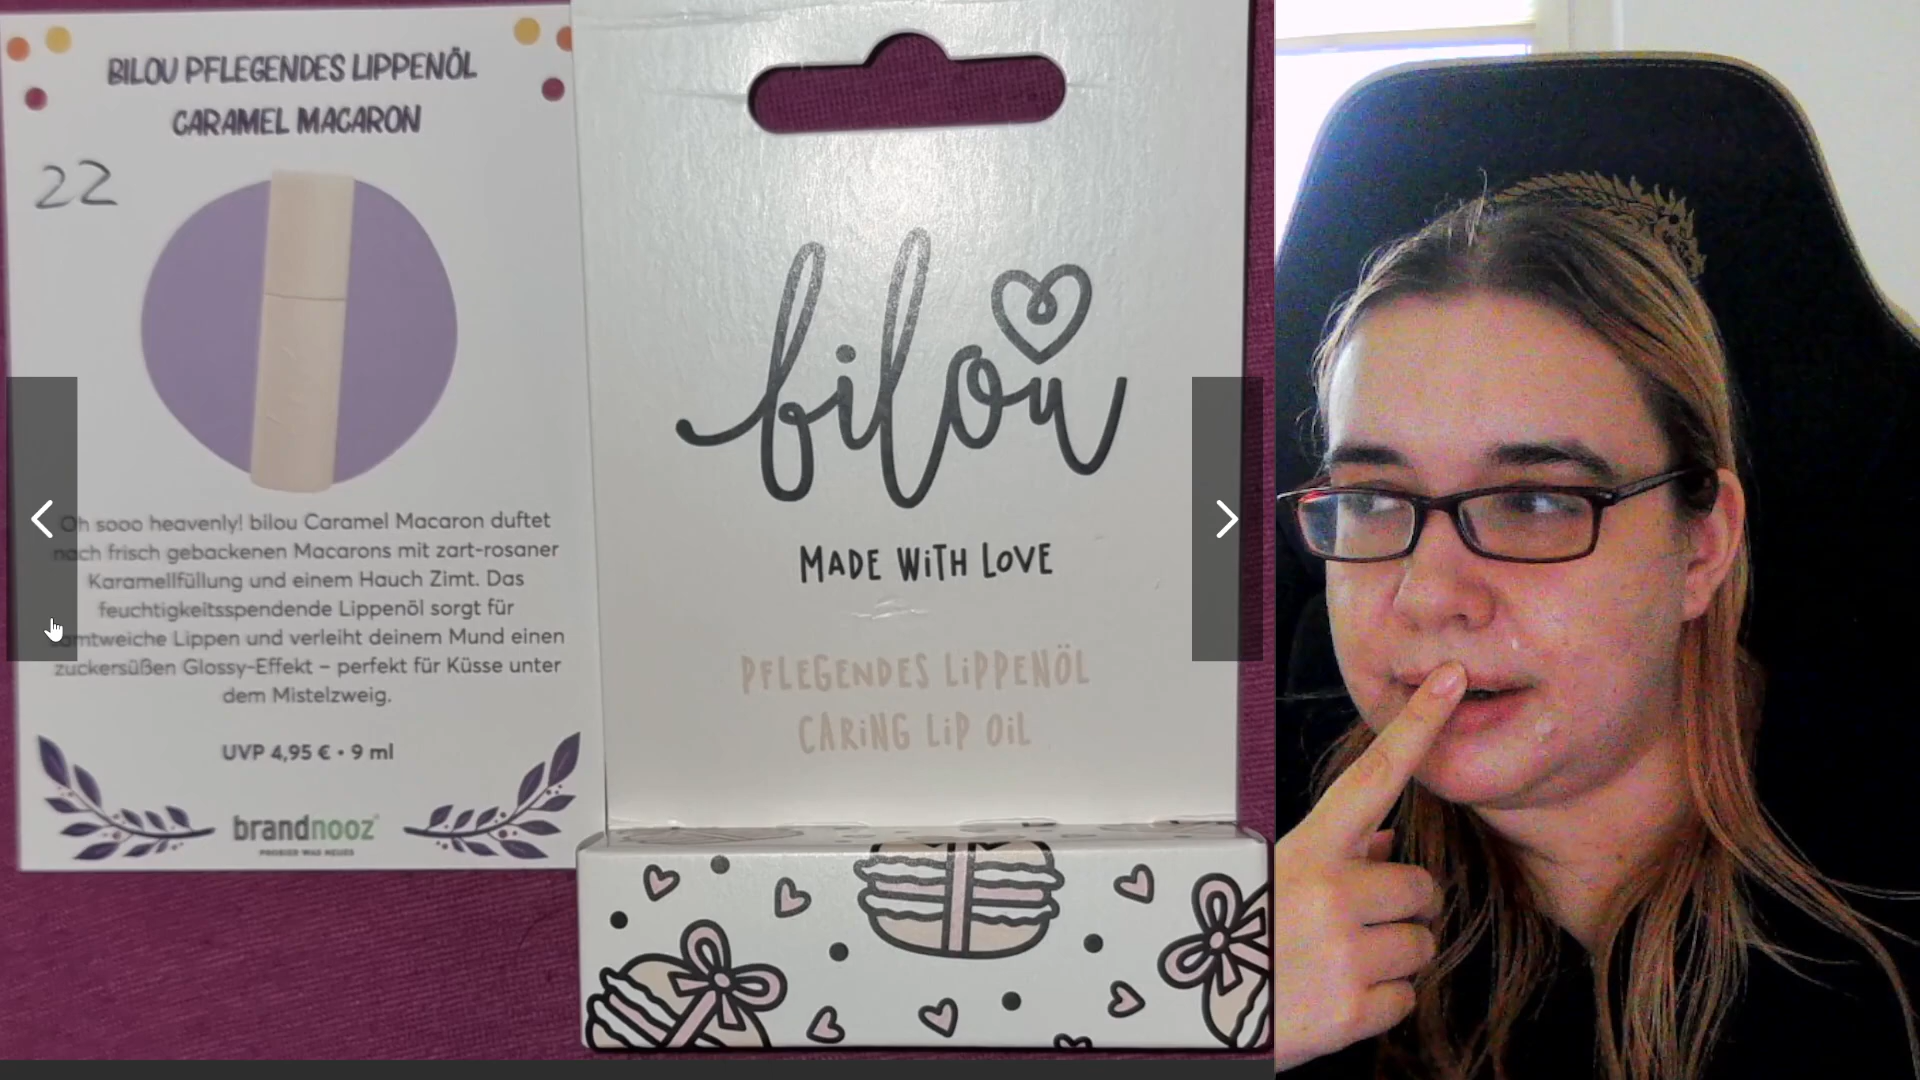 BILOU PFLEGENDES LIPPENÖL
CARAMEL MACARON
22
Oh sooo heavenly! bilou Caramel Macaron duftet
nach frisch gebackenen Macarons mit zart-rosaner
Karamellfüllung und einem Hauch Zimt. Das
feuchtigkeitsspendende Lippenöl sorgt für
samtweiche Lippen und verleiht deinem Mund einen
zuckersüßen Glossy-Effekt – perfekt für Küsse unter
dem Mistelzweig.
UVP 4,95 € • 9 ml
brandnooz
PROBIER WAS NEUES
bilou
MADE WiTH LOVE
PFLEGENDES LiPPENÖL
CARiNG LiP OiL